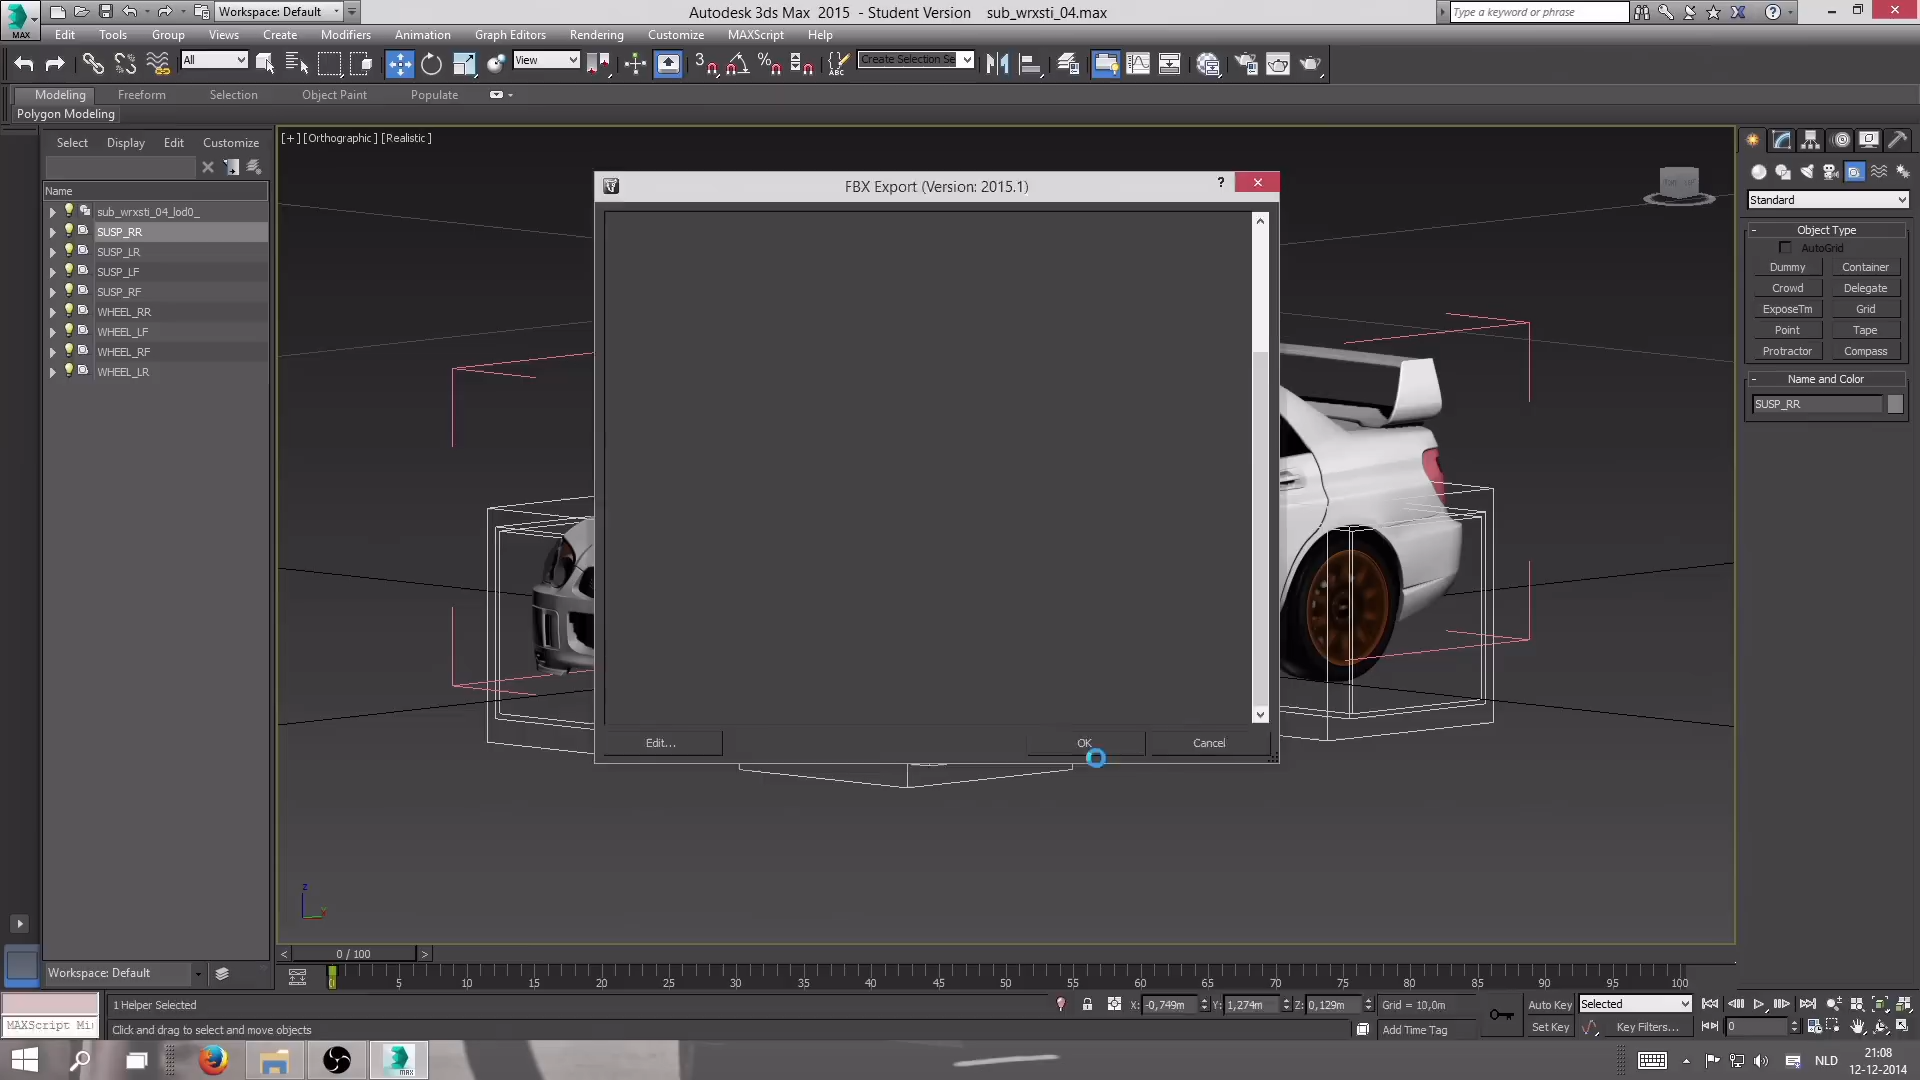 Workspace: Default
Autodesk 3ds Max 2015 - Student Version sub_wrxsti_04.max
Type a keyword or phrase
MAX
Edit Tools Group Views Create Modifiers Animation Graph Editors Rendering Customize MAXScript Help
All
View
3
ABC
Create Selection Se
Modeling Freeform Selection Object Paint Populate
Polygon Modeling
Select Display Edit Customize
[+] [Orthographic] [Realistic]
Name
sub_wrxsti_04_lod0_
SUSP_RR
SUSP_LR
SUSP_LF
SUSP_RF
WHEEL_RR
WHEEL_LF
WHEEL_RF
WHEEL_LR
FBX Export (Version: 2015.1)
?
Edit...
OK
Cancel
Standard
- Object Type
AutoGrid
Dummy Container
Crowd Delegate
ExposeTm Grid
Point Tape
Protractor Compass
- Name and Color
SUSP_RR
z
< 0 / 100 >
Workspace: Default
0 5 10 15 20 25 30 35 40 45 50 55 60 65 70 75 80 85 90 95 100
1 Helper Selected
X: -0,749m Y: 1,274m Z: 0,129m Grid = 10,0m
Auto Key Selected
MAXScript Mi
Click and drag to select and move objects
Add Time Tag
Set Key Key Filters...
0
MAX
NLD
21:08
12-12-2014